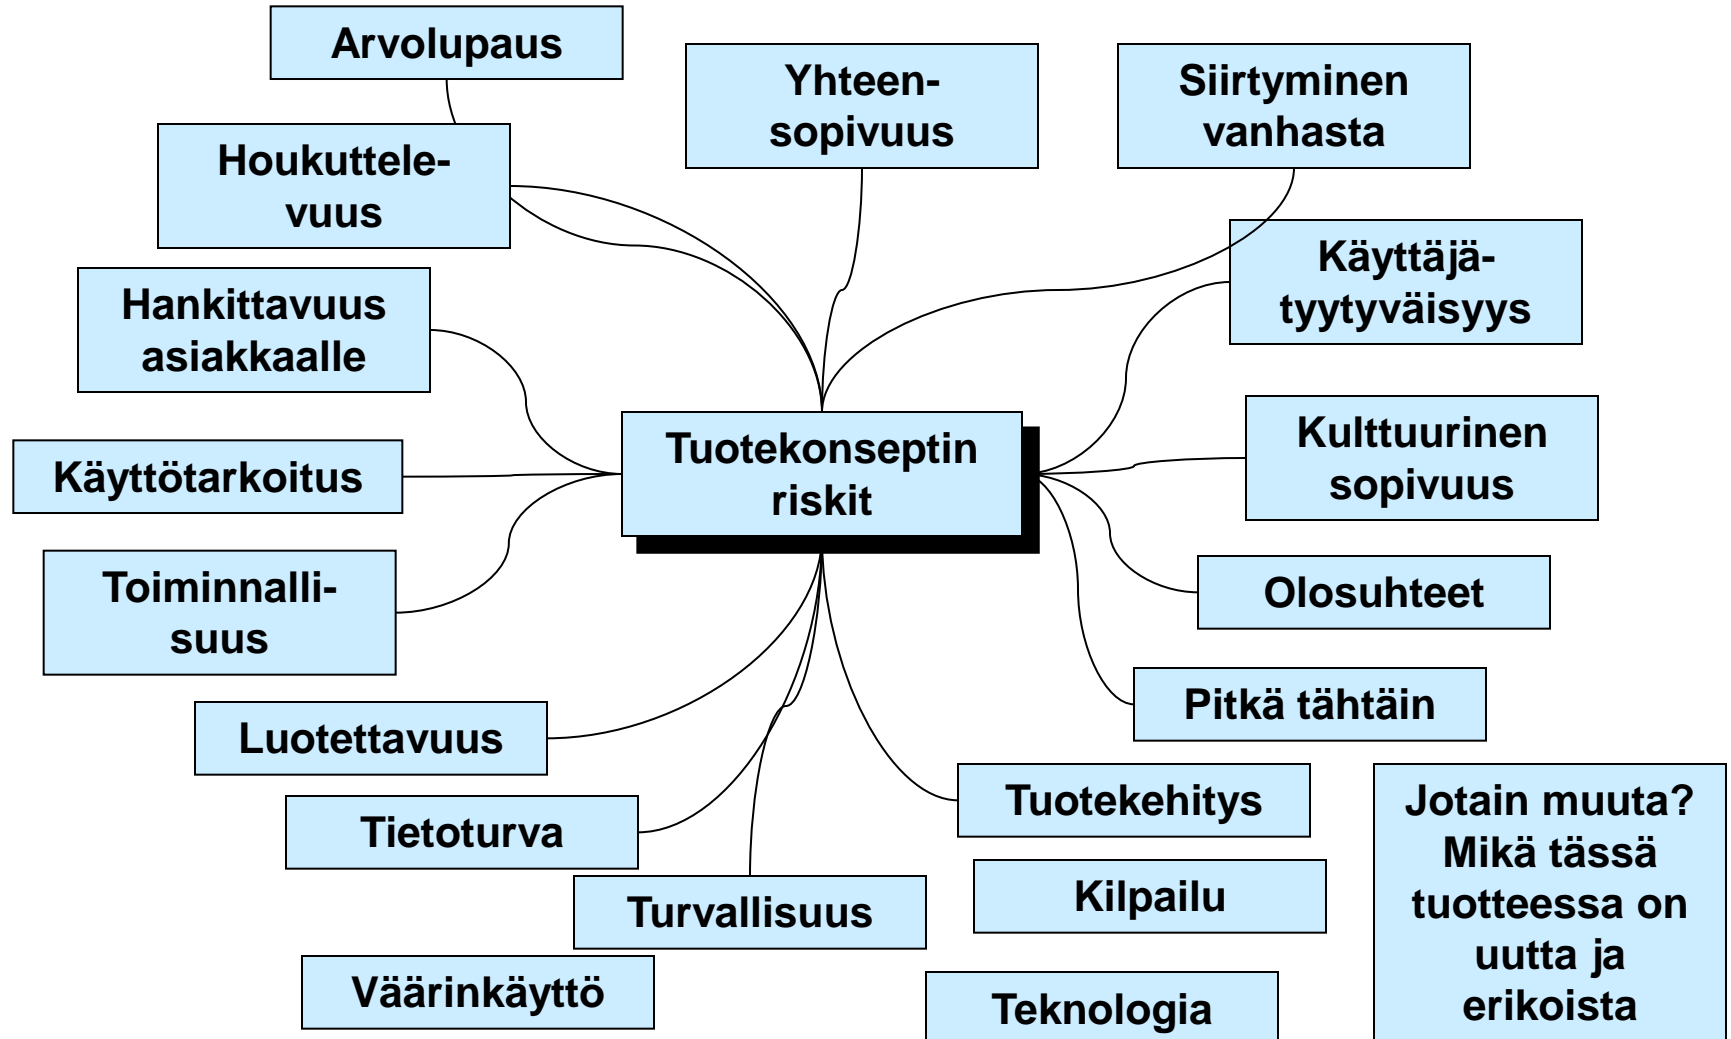 Arvolupaus
Yhteen-
sopivuus
Siirtyminen
vanhasta
Houkuttele-
vuus
Käyttäjä-
tyytyväisyys
Hankittavuus
asiakkaalle
Tuotekonseptin
riskit
Kulttuurinen
sopivuus
Käyttötarkoitus
Toiminnalli-
suus
Olosuhteet
Pitkä tähtäin
Luotettavuus
Tuotekehitys
Tietoturva
Kilpailu
Turvallisuus
Väärinkäyttö
Teknologia
Jotain muuta?
Mikä tässä
tuotteessa on
uutta ja
erikoista